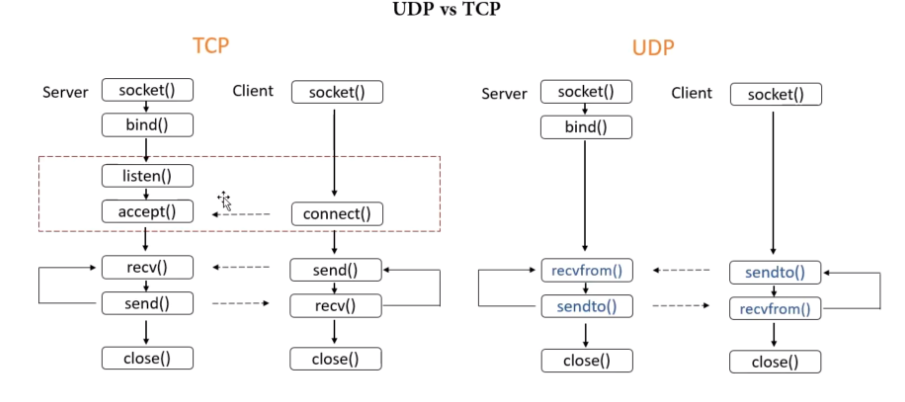 UDP vs TCP
TCP
Server
socket()
bind()
listen()
accept()
recv()
send()
close()
Client
socket()
connect()
send()
recv()
close()
UDP
Server
socket()
bind()
recvfrom()
sendto()
close()
Client
socket()
sendto()
recvfrom()
close()